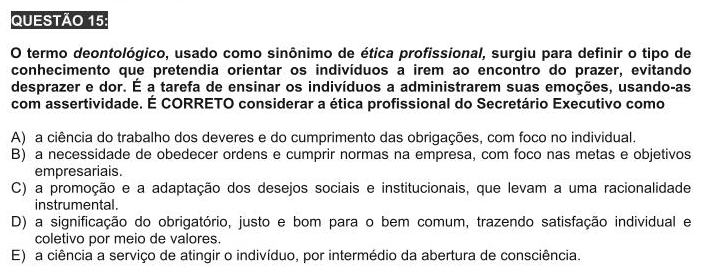 QUESTÃO 15:
O termo deontológico, usado como sinônimo de ética profissional, surgiu para definir o tipo de
conhecimento que pretendia orientar os indivíduos a irem ao encontro do prazer, evitando
desprazer e dor. É a tarefa de ensinar os indivíduos a administrarem suas emoções, usando-as
com assertividade. É CORRETO considerar a ética profissional do Secretário Executivo como
A) a ciência do trabalho dos deveres e do cumprimento das obrigações, com foco no individual.
B) a necessidade de obedecer ordens e cumprir normas na empresa, com foco nas metas e objetivos
empresariais.
C) a promoção e a adaptação dos desejos sociais e institucionais, que levam a uma racionalidade
instrumental.
D) a significação do obrigatório, justo e bom para o bem comum, trazendo satisfação individual e
coletivo por meio de valores.
E) a ciência a serviço de atingir o indivíduo, por intermédio da abertura de consciência.